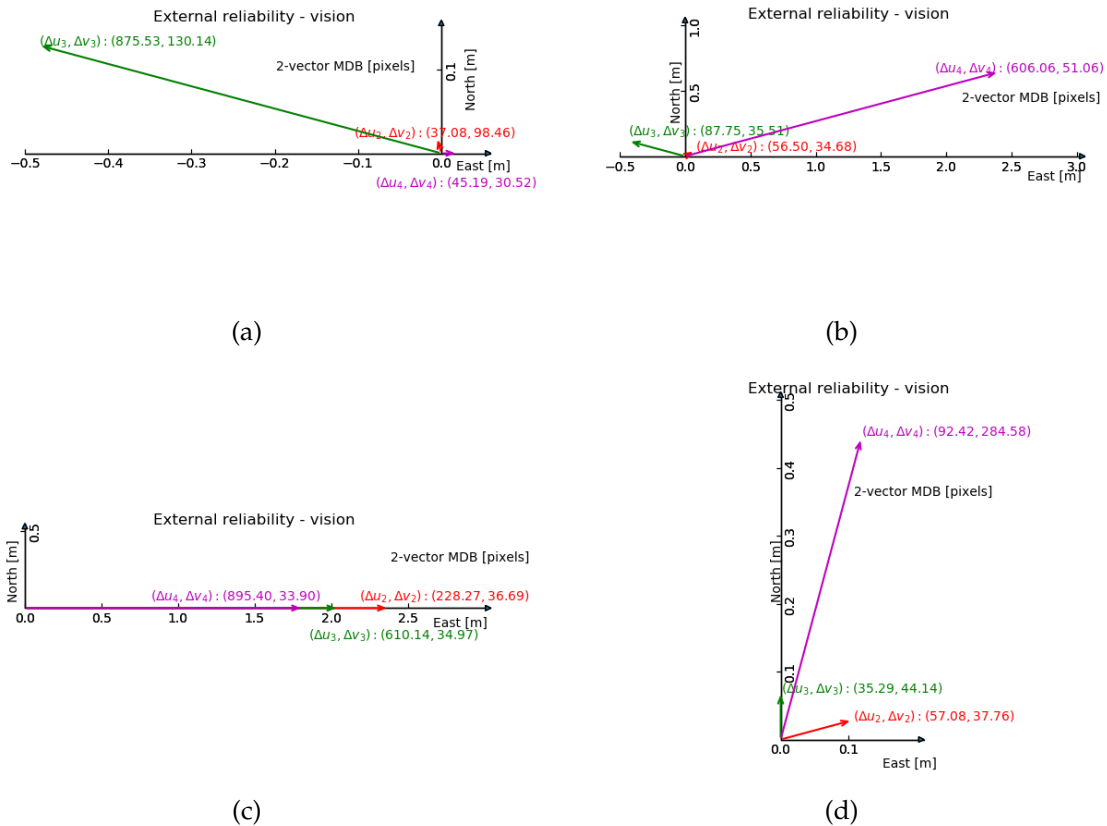 External reliability - vision
(Δu₃, Δv₃) : (875.53, 130.14)
2-vector MDB [pixels]
0.1
North [m]
(Δu₂, Δv₂) : (37.08, 98.46)
−0.5 −0.4 −0.3 −0.2 −0.1 0.0
East [m]
(Δu₄, Δv₄) : (45.19, 30.52)
(a)
External reliability - vision
1.0
(Δu₄, Δv₄) : (606.06, 51.06)
0.5
North [m]
2-vector MDB [pixels]
(Δu₃, Δv₃) : (87.75, 35.51)
(Δu₂, Δv₂) : (56.50, 34.68)
−0.5 0.0 0.5 1.0 1.5 2.0 2.5 3.0
East [m]
(b)
External reliability - vision
0.5
North [m]
2-vector MDB [pixels]
(Δu₄, Δv₄) : (895.40, 33.90)
(Δu₂, Δv₂) : (228.27, 36.69)
0.0 0.5 1.0 1.5 2.0 2.5
East [m]
(Δu₃, Δv₃) : (610.14, 34.97)
(c)
External reliability - vision
0.5
(Δu₄, Δv₄) : (92.42, 284.58)
0.4
2-vector MDB [pixels]
0.3
North [m]
0.2
0.1
(Δu₃, Δv₃) : (35.29, 44.14)
(Δu₂, Δv₂) : (57.08, 37.76)
0.0 0.1
East [m]
(d)